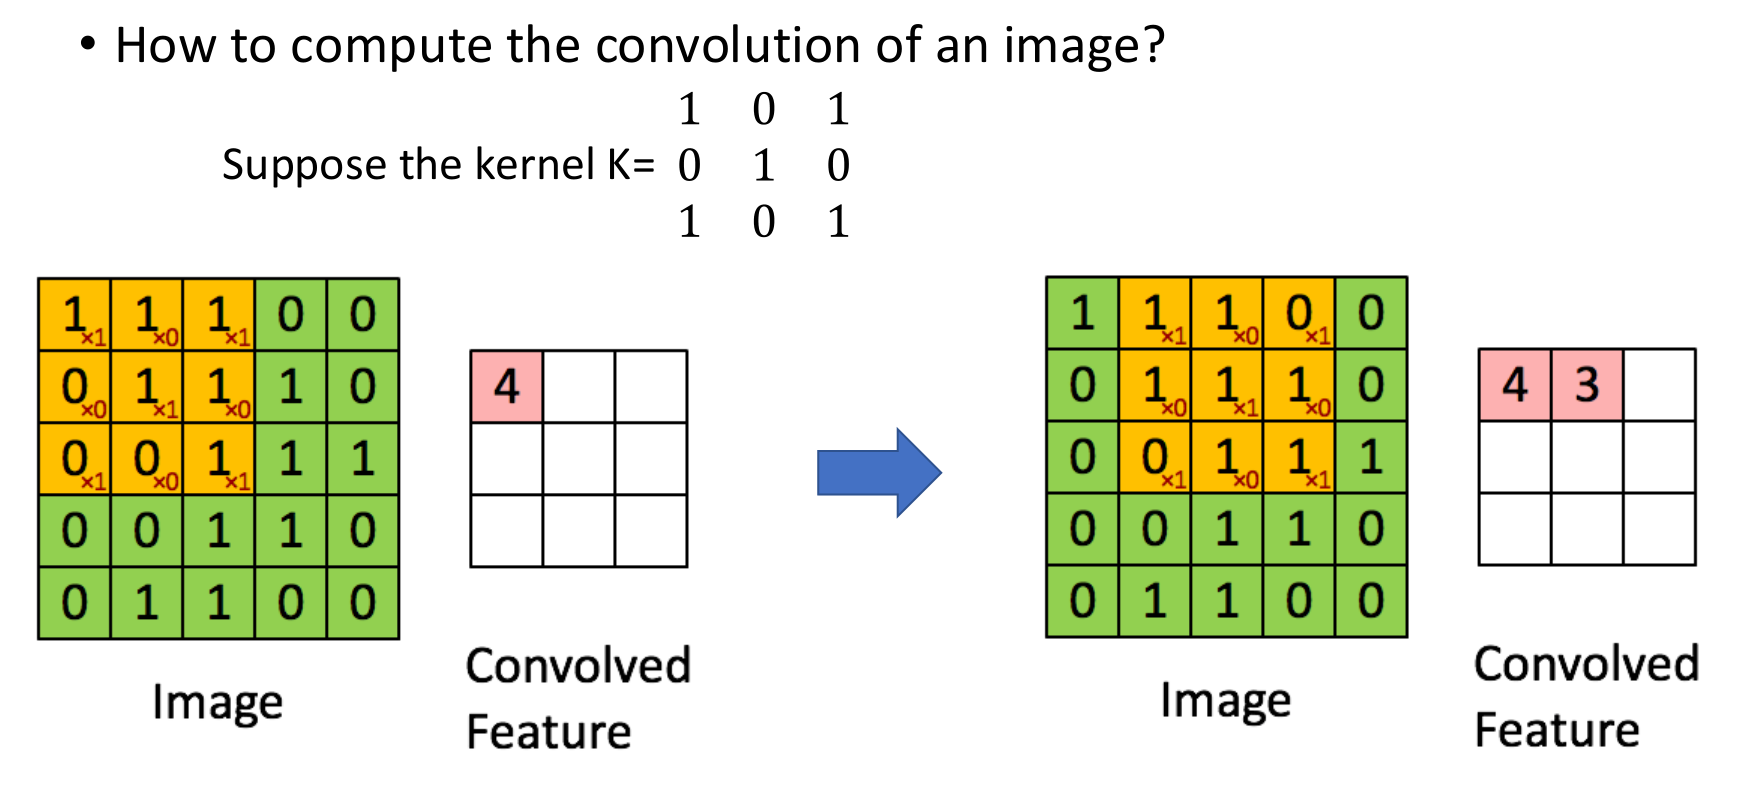 • How to compute the convolution of an image?
1 0 1
Suppose the kernel K= 0 1 0
1 0 1
1×1 1×0 1×1 0 0
0×0 1×1 1×0 1 0
0×1 0×0 1×1 1 1
0 0 1 1 0
0 1 1 0 0
Image
4
Convolved
Feature
1 1×1 1×0 0×1 0
0 1×0 1×1 1×0 0
0 0×1 1×0 1×1 1
0 0 1 1 0
0 1 1 0 0
Image
4 3
Convolved
Feature